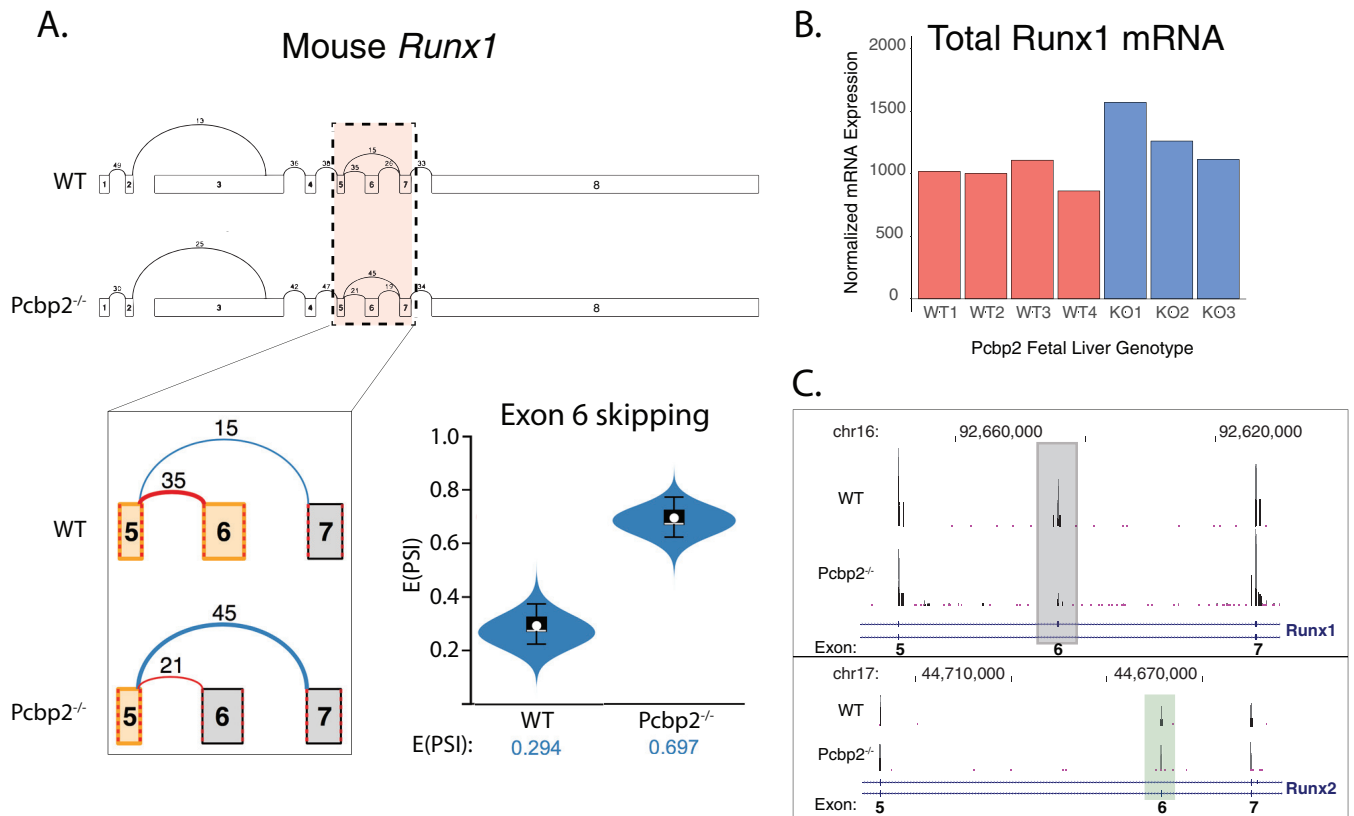 A.
Mouse Runx1
WT
49 13 36 38 35 15 26 33
1 2 3 4 5 6 7 8
Pcbp2-/-
30 25 42 47 21 45 19 34
1 2 3 4 5 6 7 8
WT
15
35
5 6 7
Pcbp2-/-
45
21
5 6 7
Exon 6 skipping
E(PSI)
1.0
0.8
0.6
0.4
0.2
WT Pcbp2-/-
E(PSI): 0.294 0.697
B.
Total Runx1 mRNA
Normalized mRNA Expression
2000
1500
1000
500
0
WT1 WT2 WT3 WT4 KO1 KO2 KO3
Pcbp2 Fetal Liver Genotype
C.
chr16: 92,660,000 92,620,000
WT
Pcbp2-/-
Runx1
Exon: 5 6 7
chr17: 44,710,000 44,670,000
WT
Pcbp2-/-
Runx2
Exon: 5 6 7